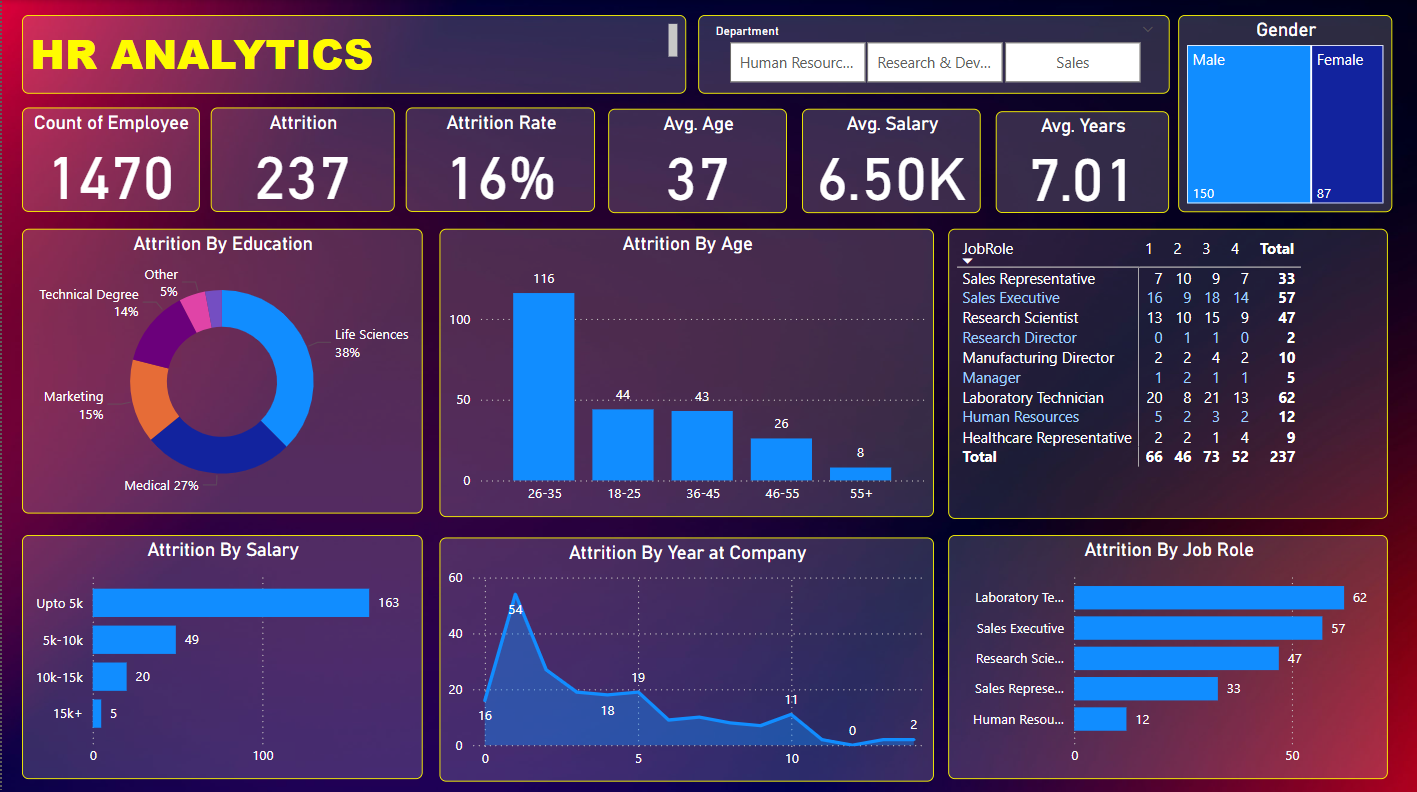 HR ANALYTICS
Department
Human Resourc...
Research & Dev...
Sales
Gender
Male
Female
150
87
Count of Employee
1470
Attrition
237
Attrition Rate
16%
Avg. Age
37
Avg. Salary
6.50K
Avg. Years
7.01
Attrition By Education
Other
5%
Technical Degree
14%
Life Sciences
38%
Marketing
15%
Medical 27%
Attrition By Age
116
100
44
43
50
26
8
0
26-35 18-25 36-45 46-55 55+
JobRole 1 2 3 4 Total
Sales Representative 7 10 9 7 33
Sales Executive 16 9 18 14 57
Research Scientist 13 10 15 9 47
Research Director 0 1 1 0 2
Manufacturing Director 2 2 4 2 10
Manager 1 2 1 1 5
Laboratory Technician 20 8 21 13 62
Human Resources 5 2 3 2 12
Healthcare Representative 2 2 1 4 9
Total 66 46 73 52 237
Attrition By Salary
Upto 5k 163
5k-10k 49
10k-15k 20
15k+ 5
0 100
Attrition By Year at Company
60
54
40
19
20
18
16
11
0
2
0
0 5 10
Attrition By Job Role
Laboratory Te... 62
Sales Executive 57
Research Scie... 47
Sales Represe... 33
Human Resou... 12
0 50